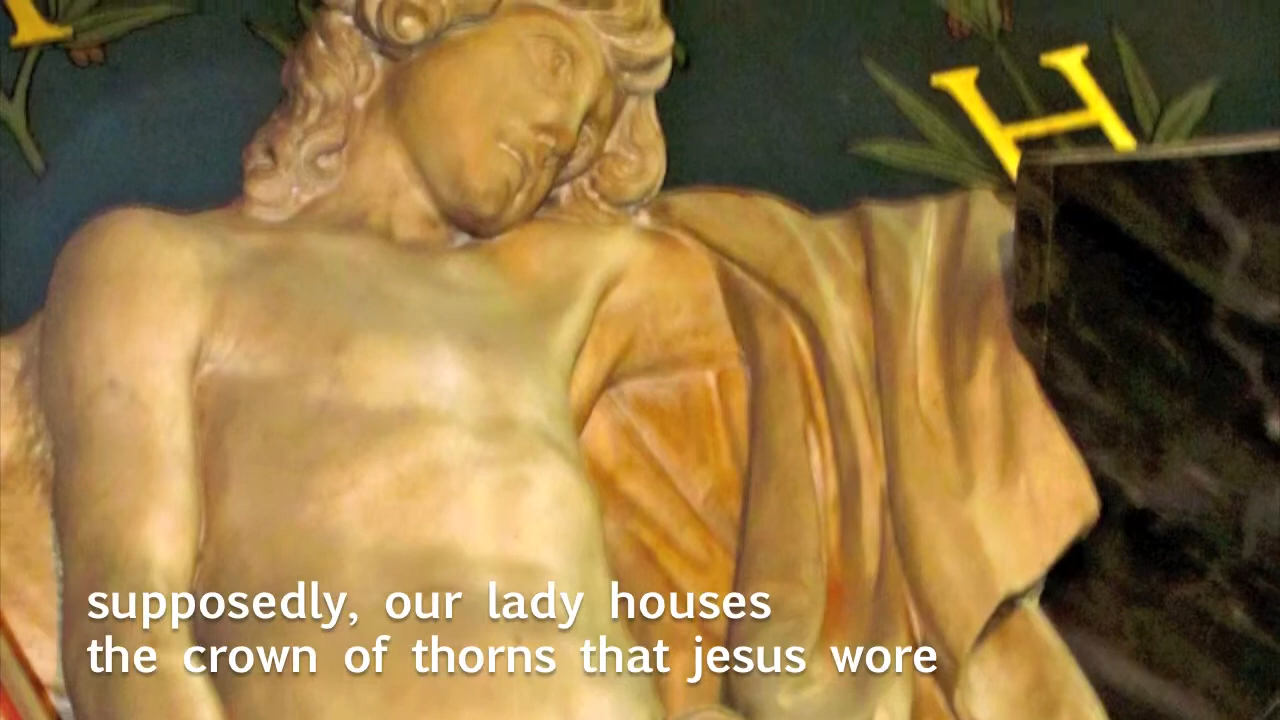 H
supposedly, our lady houses
the crown of thorns that jesus wore